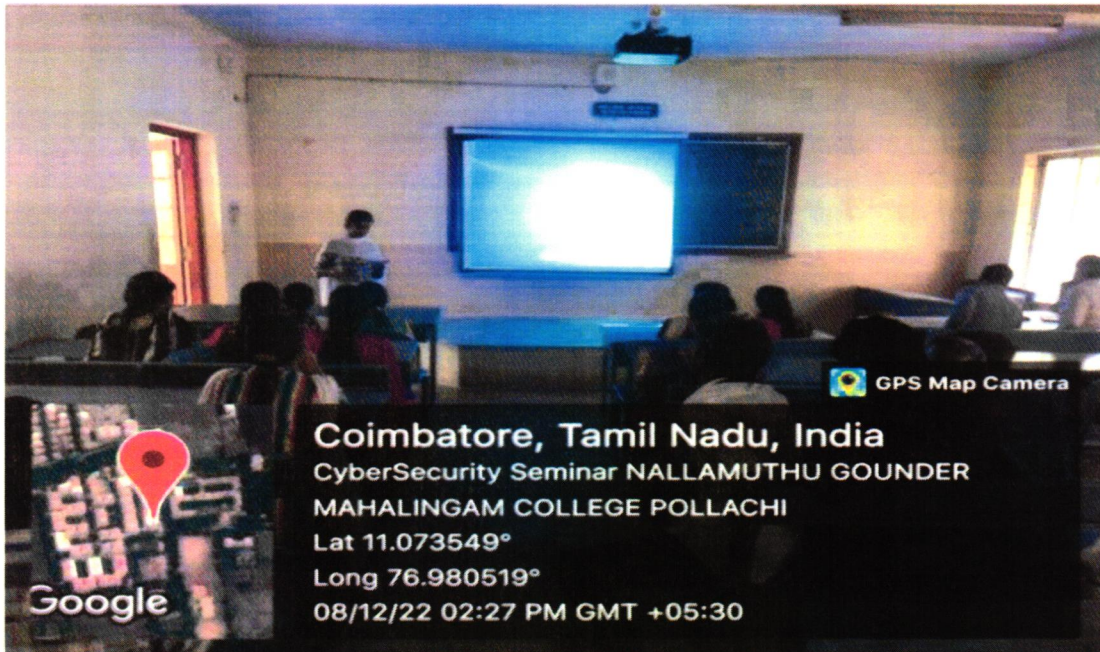 GPS Map Camera
Coimbatore, Tamil Nadu, India
CyberSecurity Seminar NALLAMUTHU GOUNDER
MAHALINGAM COLLEGE POLLACHI
Lat 11.073549°
Long 76.980519°
08/12/22 02:27 PM GMT +05:30
Google